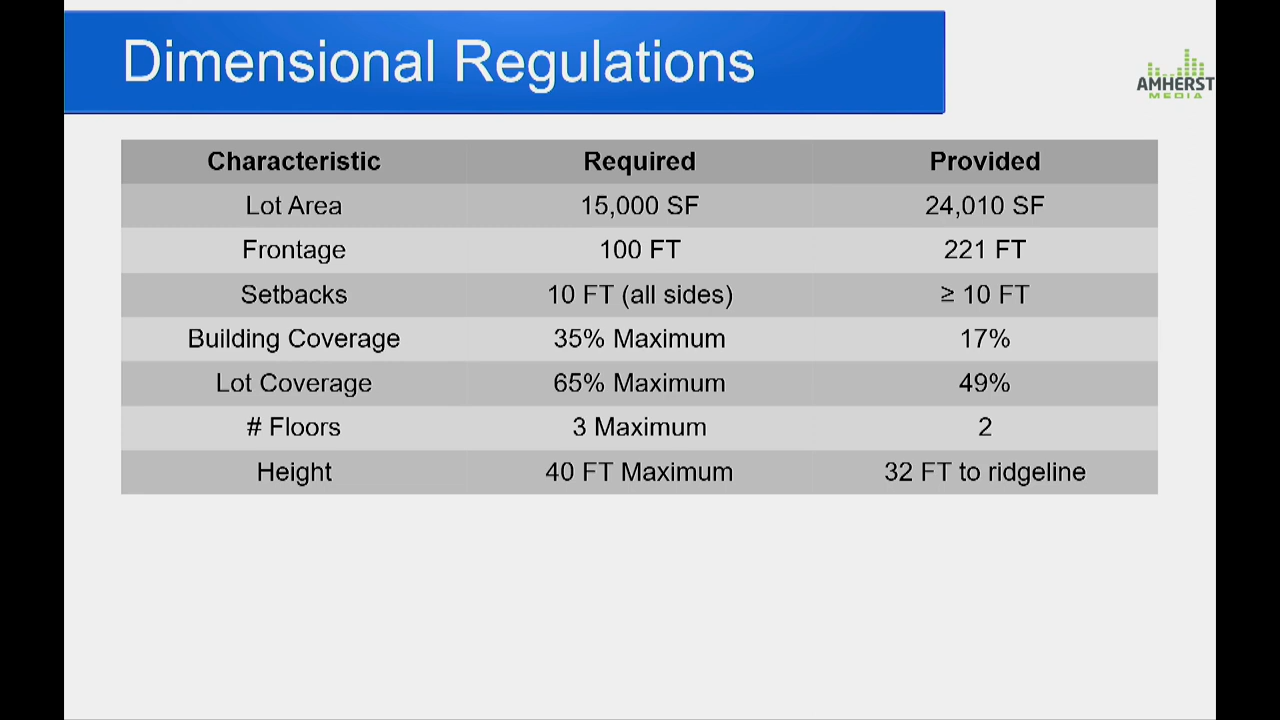 Dimensional Regulations
AMHERST
MEDIA
Characteristic Required Provided
Lot Area 15,000 SF 24,010 SF
Frontage 100 FT 221 FT
Setbacks 10 FT (all sides) ≥ 10 FT
Building Coverage 35% Maximum 17%
Lot Coverage 65% Maximum 49%
# Floors 3 Maximum 2
Height 40 FT Maximum 32 FT to ridgeline